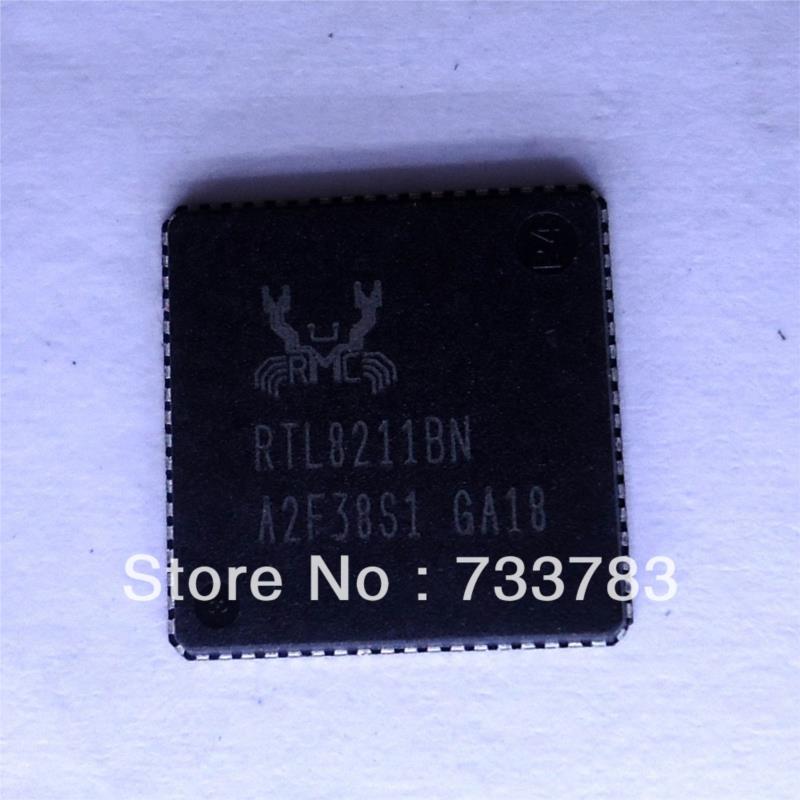 RMC
RTL8211BN
A2F38S1 GA18
Store No : 733783